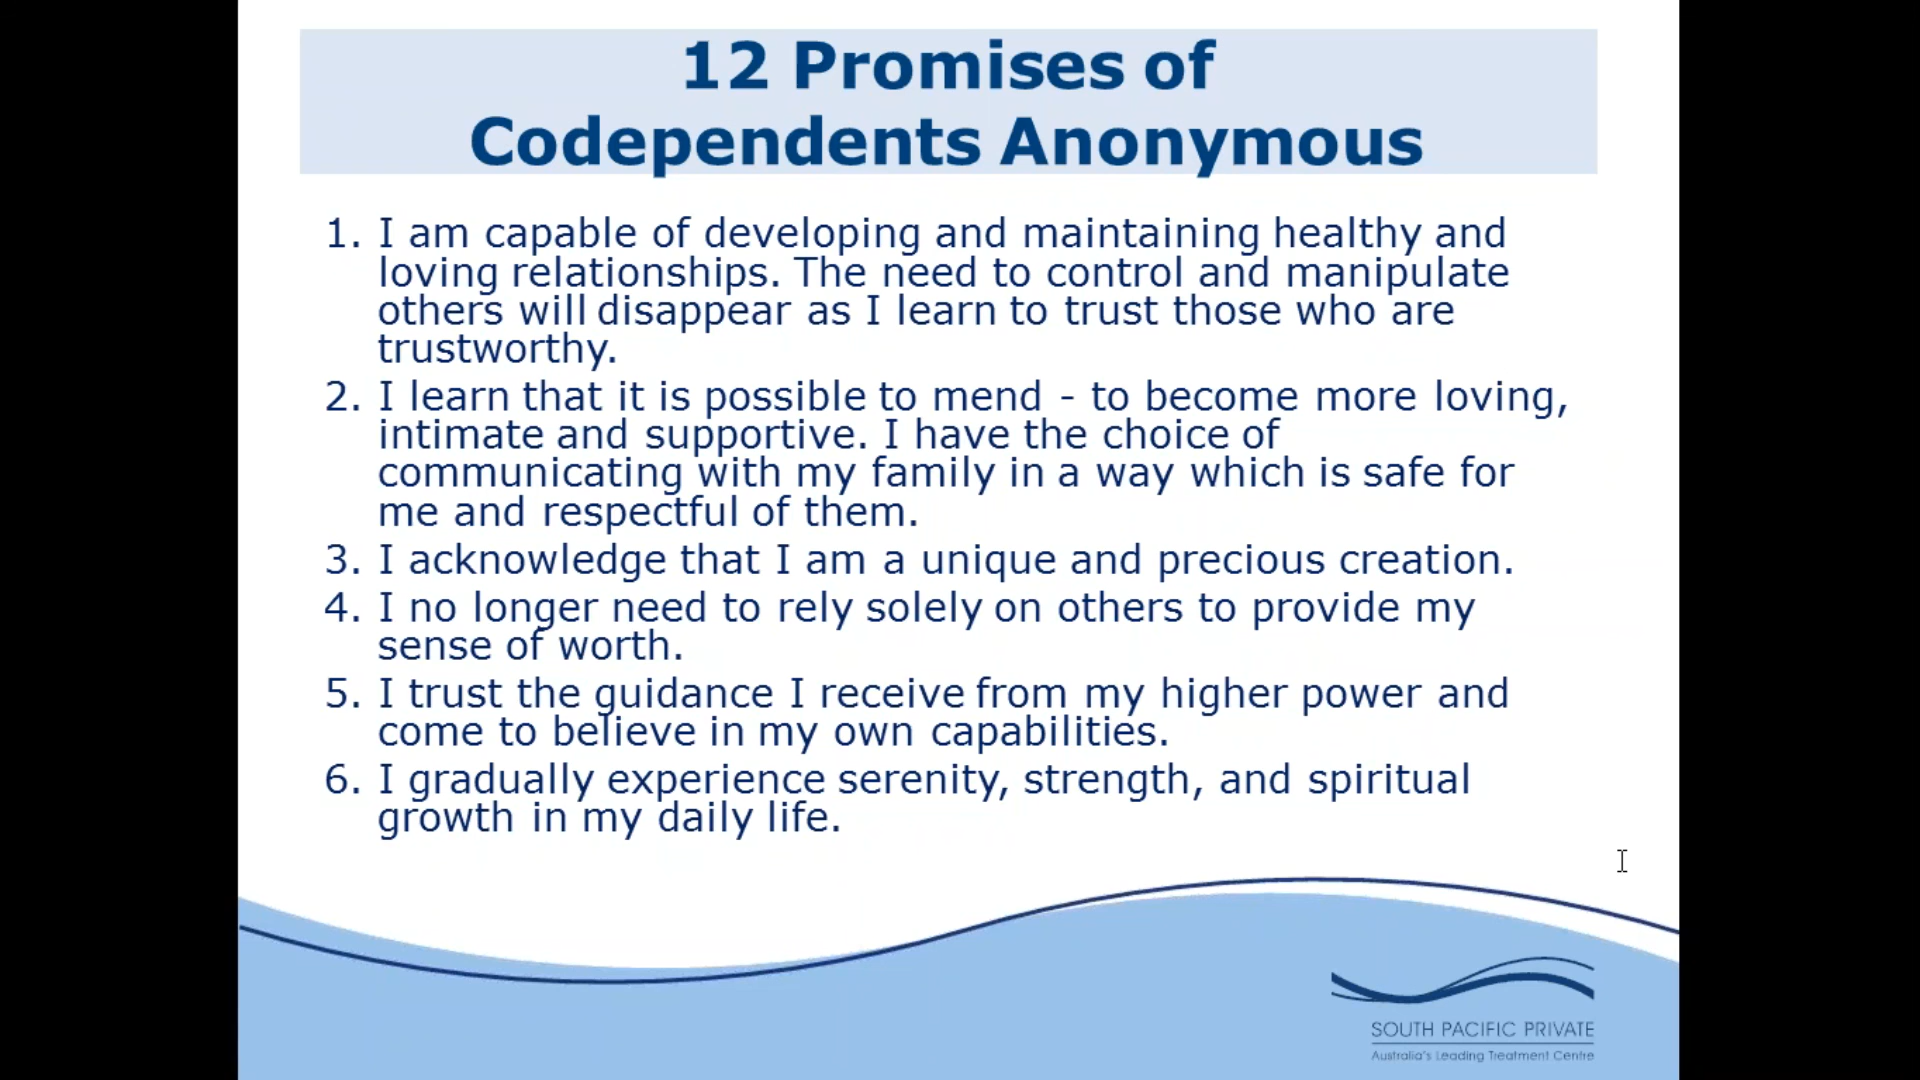 12 Promises of
Codependents Anonymous
1. I am capable of developing and maintaining healthy and
loving relationships. The need to control and manipulate
others will disappear as I learn to trust those who are
trustworthy.
2. I learn that it is possible to mend - to become more loving,
intimate and supportive. I have the choice of
communicating with my family in a way which is safe for
me and respectful of them.
3. I acknowledge that I am a unique and precious creation.
4. I no longer need to rely solely on others to provide my
sense of worth.
5. I trust the guidance I receive from my higher power and
come to believe in my own capabilities.
6. I gradually experience serenity, strength, and spiritual
growth in my daily life.
SOUTH PACIFIC PRIVATE
Australia's Leading Treatment Centre